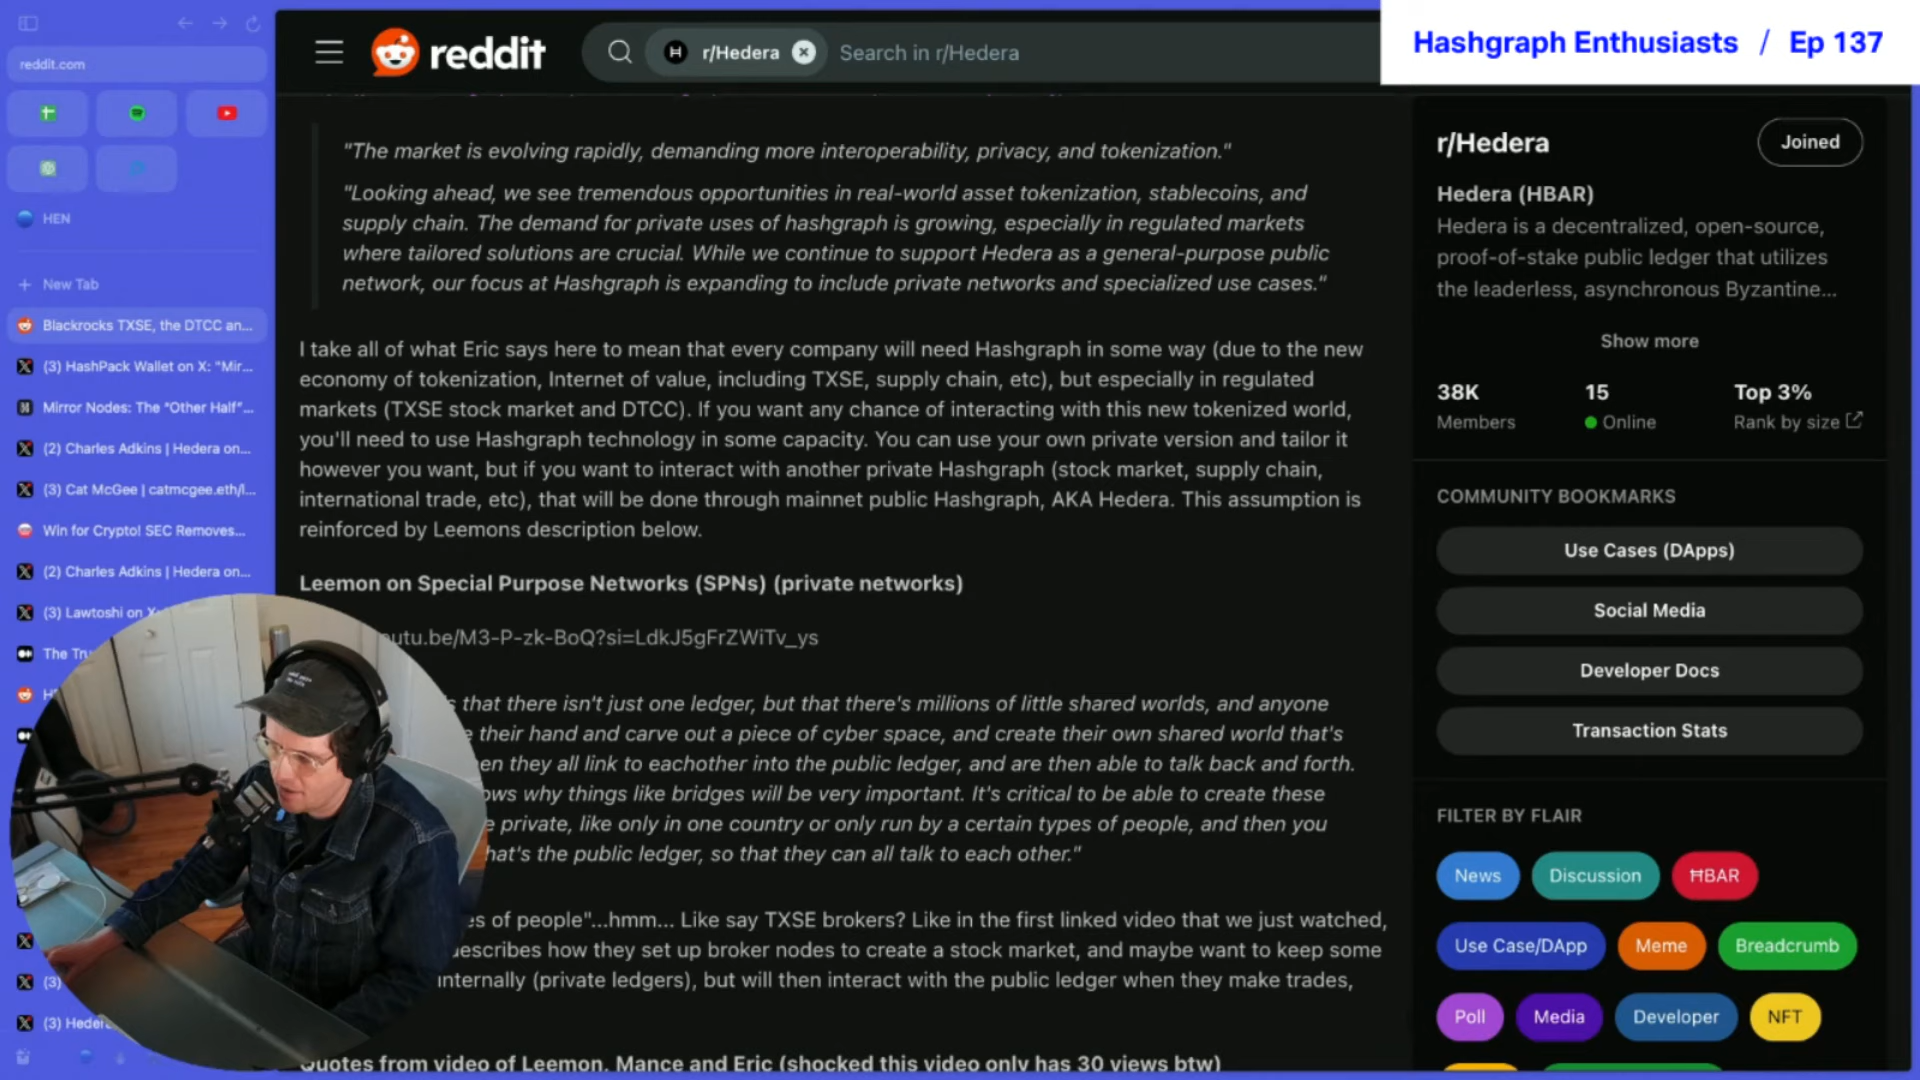 reddit.com
HEN
New Tab
Blackrocks TXSE, the DTCC an...
(3) HashPack Wallet on X: "Mir...
Mirror Nodes: The "Other Half"...
(2) Charles Adkins | Hedera on...
(3) Cat McGee | catmcgee.eth/l...
Win for Crypto! SEC Removes...
(2) Charles Adkins | Hedera on...
(3) Lawtoshi on X:
The Tru
(3)
(3) Hedera
reddit
r/Hedera
Search in r/Hedera
Hashgraph Enthusiasts / Ep 137
"The market is evolving rapidly, demanding more interoperability, privacy, and tokenization."
"Looking ahead, we see tremendous opportunities in real-world asset tokenization, stablecoins, and
supply chain. The demand for private uses of hashgraph is growing, especially in regulated markets
where tailored solutions are crucial. While we continue to support Hedera as a general-purpose public
network, our focus at Hashgraph is expanding to include private networks and specialized use cases."
I take all of what Eric says here to mean that every company will need Hashgraph in some way (due to the new
economy of tokenization, Internet of value, including TXSE, supply chain, etc), but especially in regulated
markets (TXSE stock market and DTCC). If you want any chance of interacting with this new tokenized world,
you'll need to use Hashgraph technology in some capacity. You can use your own private version and tailor it
however you want, but if you want to interact with another private Hashgraph (stock market, supply chain,
international trade, etc), that will be done through mainnet public Hashgraph, AKA Hedera. This assumption is
reinforced by Leemons description below.
Leemon on Special Purpose Networks (SPNs) (private networks)
outu.be/M3-P-zk-BoQ?si=LdkJ5gFrZWiTv_ys
s that there isn't just one ledger, but that there's millions of little shared worlds, and anyone
e their hand and carve out a piece of cyber space, and create their own shared world that's
en they all link to eachother into the public ledger, and are then able to talk back and forth.
ows why things like bridges will be very important. It's critical to be able to create these
e private, like only in one country or only run by a certain types of people, and then you
hat's the public ledger, so that they can all talk to each other."
es of people"...hmm... Like say TXSE brokers? Like in the first linked video that we just watched,
describes how they set up broker nodes to create a stock market, and maybe want to keep some
internally (private ledgers), but will then interact with the public ledger when they make trades,
Quotes from video of Leemon, Mance and Eric (shocked this video only has 30 views btw)
r/Hedera
Joined
Hedera (HBAR)
Hedera is a decentralized, open-source,
proof-of-stake public ledger that utilizes
the leaderless, asynchronous Byzantine...
Show more
38K 15 Top 3%
Members Online Rank by size
COMMUNITY BOOKMARKS
Use Cases (DApps)
Social Media
Developer Docs
Transaction Stats
FILTER BY FLAIR
News Discussion ĦBAR
Use Case/DApp Meme Breadcrumb
Poll Media Developer NFT